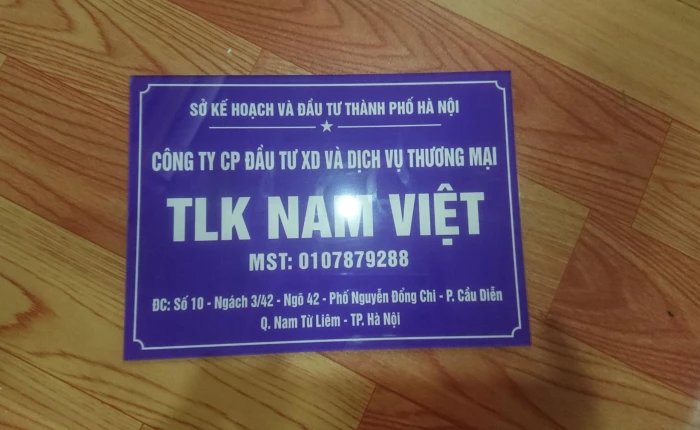 SỞ KẾ HOẠCH VÀ ĐẦU TƯ THÀNH PHỐ HÀ NỘI
CÔNG TY CP ĐẦU TƯ XD VÀ DỊCH VỤ THƯƠNG MẠI
TLK NAM VIỆT
MST: 0107879288
ĐC: Số 10 - Ngách 3/42 - Ngõ 42 - Phố Nguyễn Đổng Chi - P. Cầu Diễn
Q. Nam Từ Liêm - TP. Hà Nội